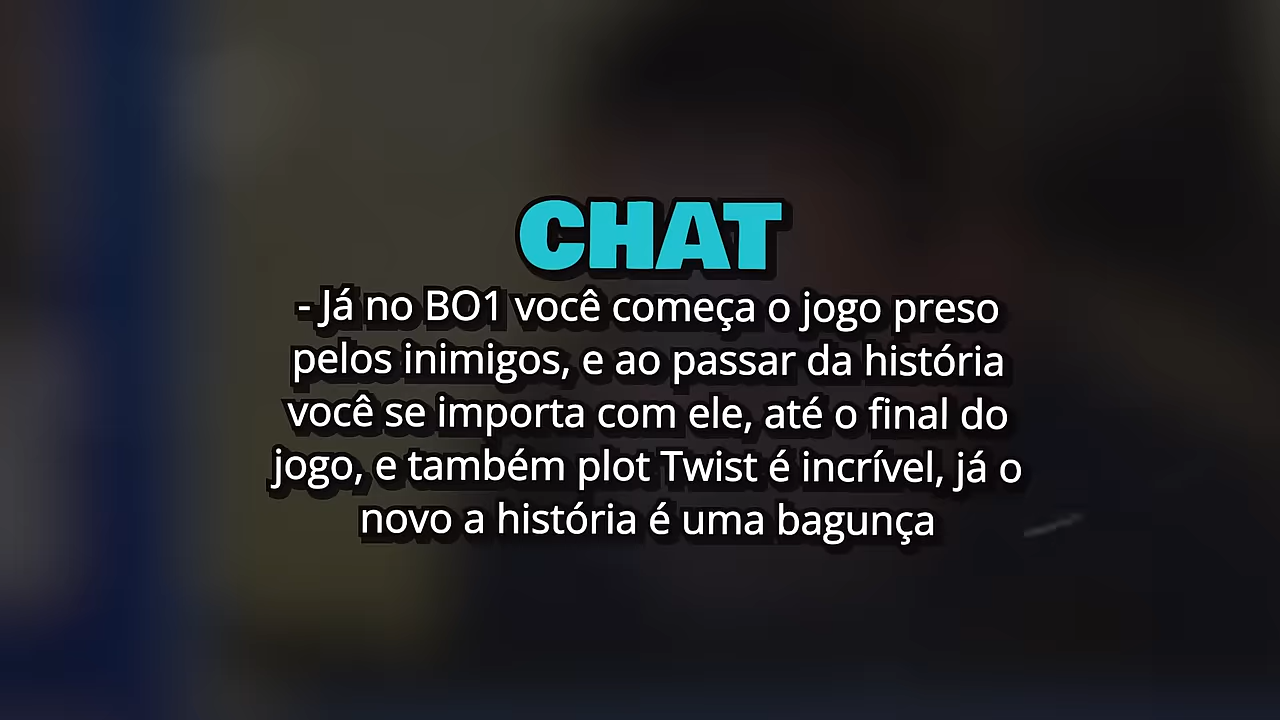 CHAT
- Já no BO1 você começa o jogo preso
pelos inimigos, e ao passar da história
você se importa com ele, até o final do
jogo, e também plot Twist é incrível, já o
novo a história é uma bagunça